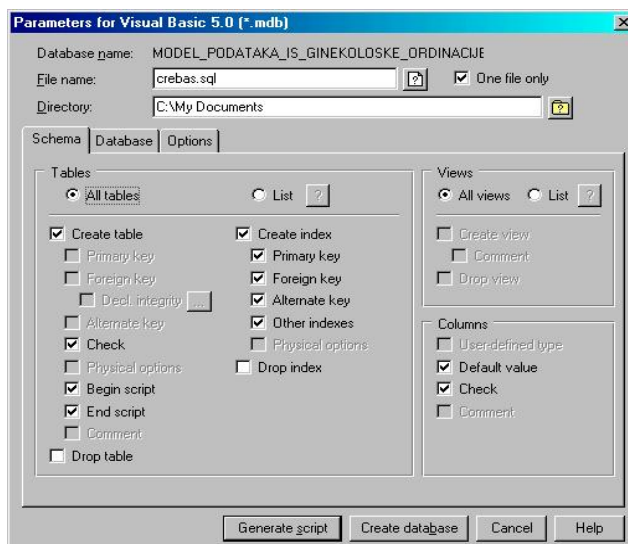 Parameters for Visual Basic 5.0 (*.mdb)
Database name: MODEL_PODATAKA_IS_GINEKOLOSKE_ORDINACIJE
File name: crebas.sql ? One file only
Directory: C:\My Documents ?
Schema Database Options
Tables
All tables List ?
Create table
Primary key
Foreign key
Decl. integrity ...
Alternate key
Check
Physical options
Begin script
End script
Comment
Drop table
Create index
Primary key
Foreign key
Alternate key
Other indexes
Physical options
Drop index
Views
All views List ?
Create view
Comment
Drop view
Columns
User-defined type
Default value
Check
Comment
Generate script Create database Cancel Help